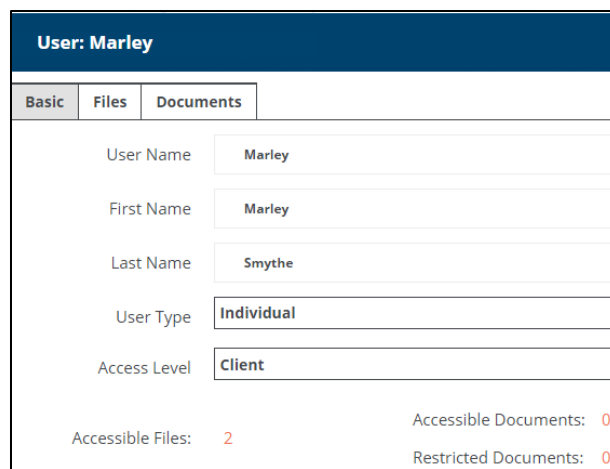 User: Marley
Basic Files Documents
User Name Marley
First Name Marley
Last Name Smythe
User Type Individual
Access Level Client
Accessible Files: 2
Accessible Documents: 0
Restricted Documents: 0